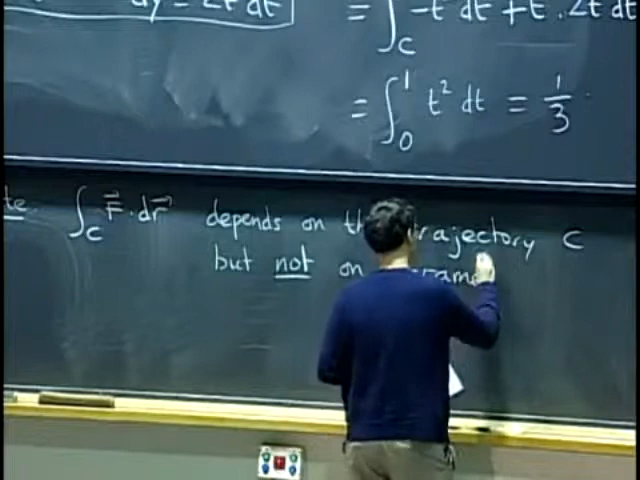 dy = 2t dt
= ∫_C -t² dt + t · 2t dt
= ∫_0^1 t² dt = 1/3
∫_C F⃗ · dr⃗ depends on the trajectory C
but not on